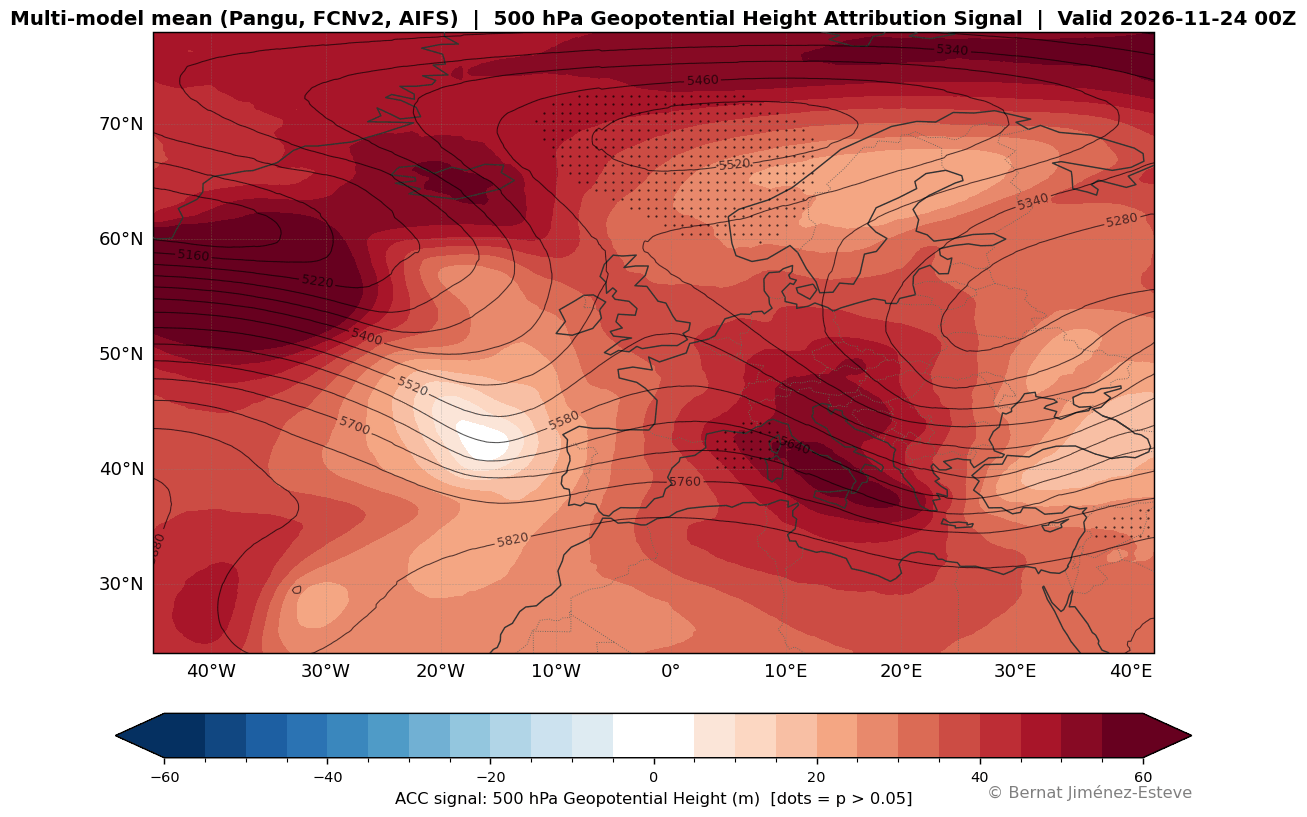 Multi-model mean (Pangu, FCNv2, AIFS)  |  500 hPa Geopotential Height Attribution Signal  |  Valid 2026-11-24 00Z
5340
5460
70°N
5520
5340
5280
60°N
5160
5220
5400
50°N
5520
5580
5700
5640
40°N
5760
5820
30°N
40°W 30°W 20°W 10°W 0° 10°E 20°E 30°E 40°E
−60 −40 −20 0 20 40 60
ACC signal: 500 hPa Geopotential Height (m)  [dots = p > 0.05]
© Bernat Jiménez-Esteve